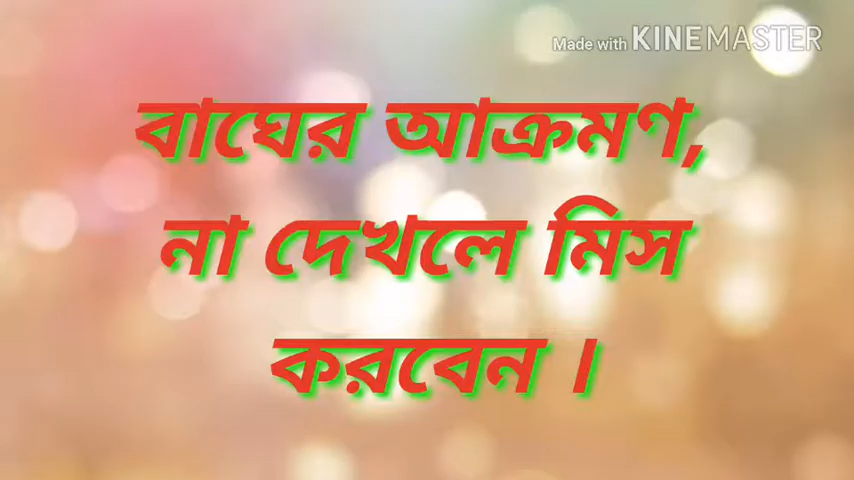 Made with KINEMASTER
বাঘের আক্রমণ,
না দেখলে মিস
করবেন ।